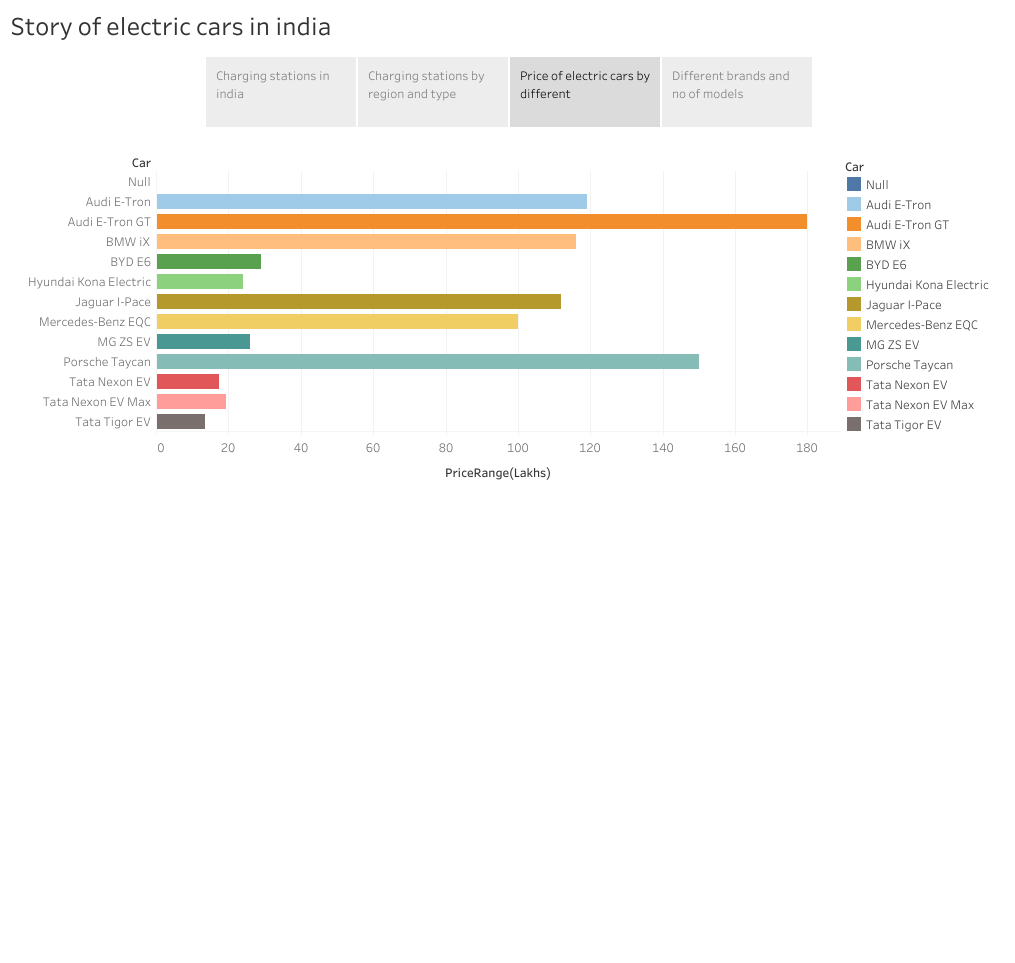 Story of electric cars in india
Charging stations in
india
Charging stations by
region and type
Price of electric cars by
different
Different brands and
no of models
Car
Null
Audi E-Tron
Audi E-Tron GT
BMW iX
BYD E6
Hyundai Kona Electric
Jaguar I-Pace
Mercedes-Benz EQC
MG ZS EV
Porsche Taycan
Tata Nexon EV
Tata Nexon EV Max
Tata Tigor EV
0 20 40 60 80 100 120 140 160 180
PriceRange(Lakhs)
Car
Null
Audi E-Tron
Audi E-Tron GT
BMW iX
BYD E6
Hyundai Kona Electric
Jaguar I-Pace
Mercedes-Benz EQC
MG ZS EV
Porsche Taycan
Tata Nexon EV
Tata Nexon EV Max
Tata Tigor EV